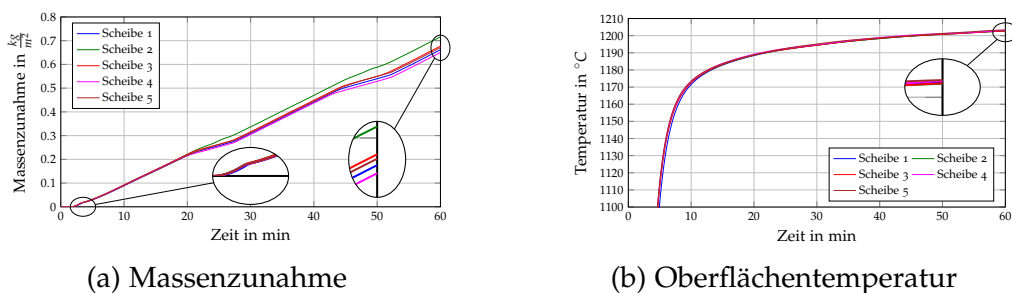 0.8
0.7
0.6
0.5
0.4
0.3
0.2
0.1
0
Massenzunahme in kg/m²
Scheibe 1
Scheibe 2
Scheibe 3
Scheibe 4
Scheibe 5
0 10 20 30 40 50 60
Zeit in min
(a) Massenzunahme
1210
1200
1190
1180
1170
1160
1150
1140
1130
1120
1110
1100
Temperatur in °C
Scheibe 1 Scheibe 2
Scheibe 3 Scheibe 4
Scheibe 5
0 10 20 30 40 50 60
Zeit in min
(b) Oberflächentemperatur